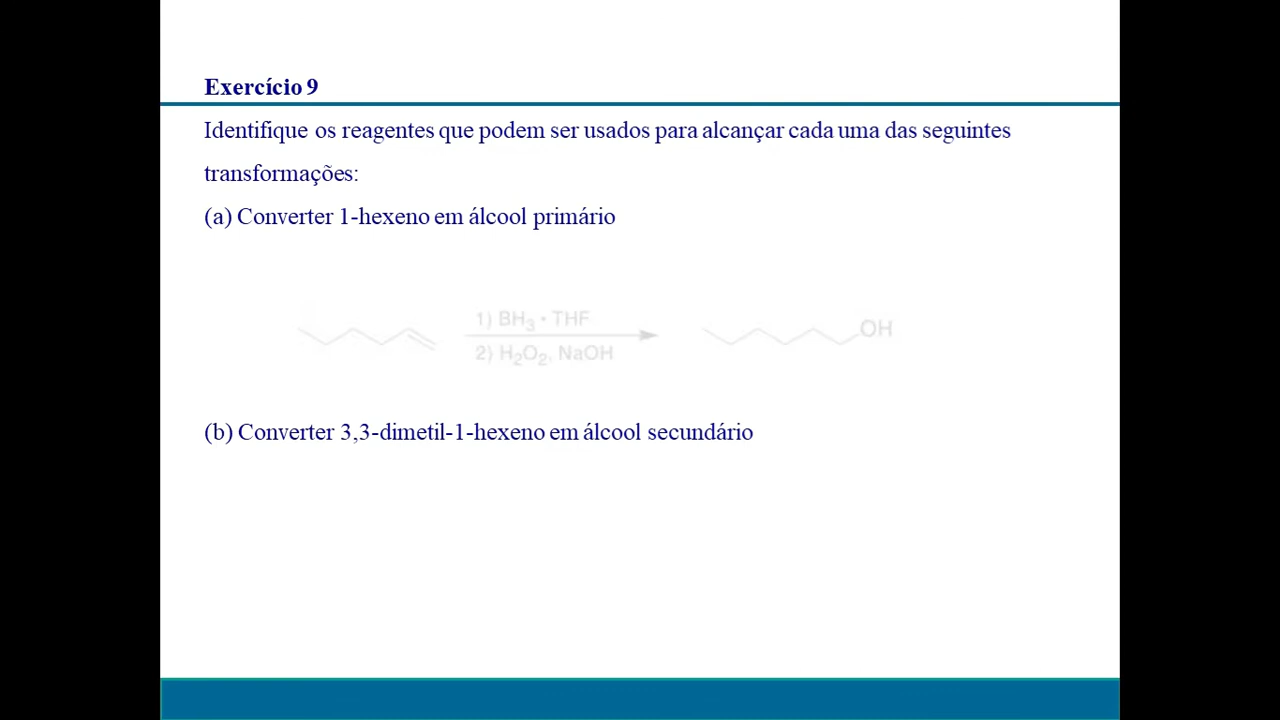 Exercício 9
Identifique os reagentes que podem ser usados para alcançar cada uma das seguintes
transformações:
(a) Converter 1-hexeno em álcool primário
1) BH₃ • THF
2) H₂O₂, NaOH
OH
(b) Converter 3,3-dimetil-1-hexeno em álcool secundário